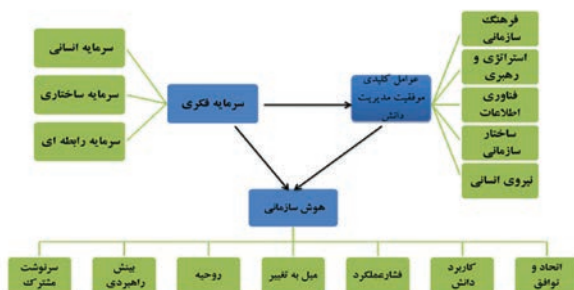 فرهنگ
سازمانی
استراتژی و
رهبری
فناوری
اطلاعات
ساختار
سازمانی
نیروی انسانی
عوامل کلیدی
موفقیت مدیریت
دانش
سرمایه فکری
سرمایه انسانی
سرمایه ساختاری
سرمایه رابطه ای
هوش سازمانی
اتحاد و
توافق
کاربرد
دانش
فشارعملکرد
میل به تغییر
روحیه
بینش
راهبردی
سرنوشت
مشترک